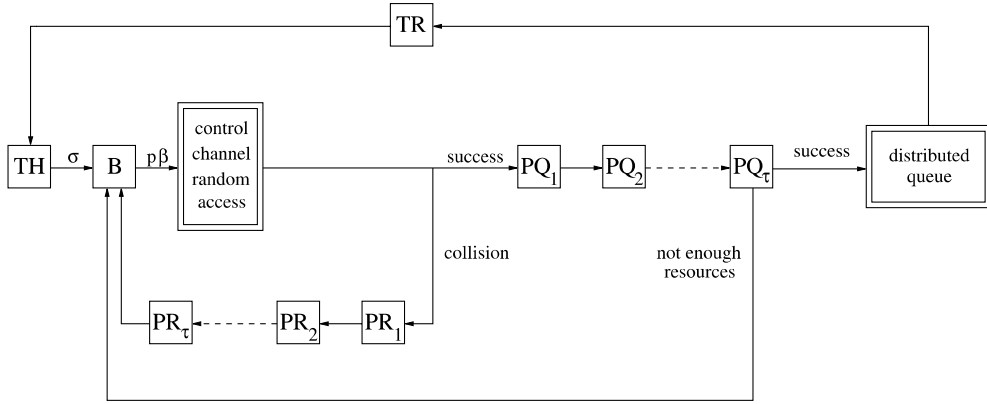 TR
TH
σ
B
pβ
control
channel
random
access
success
PQ1
PQ2
PQτ
success
distributed
queue
collision
not enough
resources
PRτ
PR2
PR1